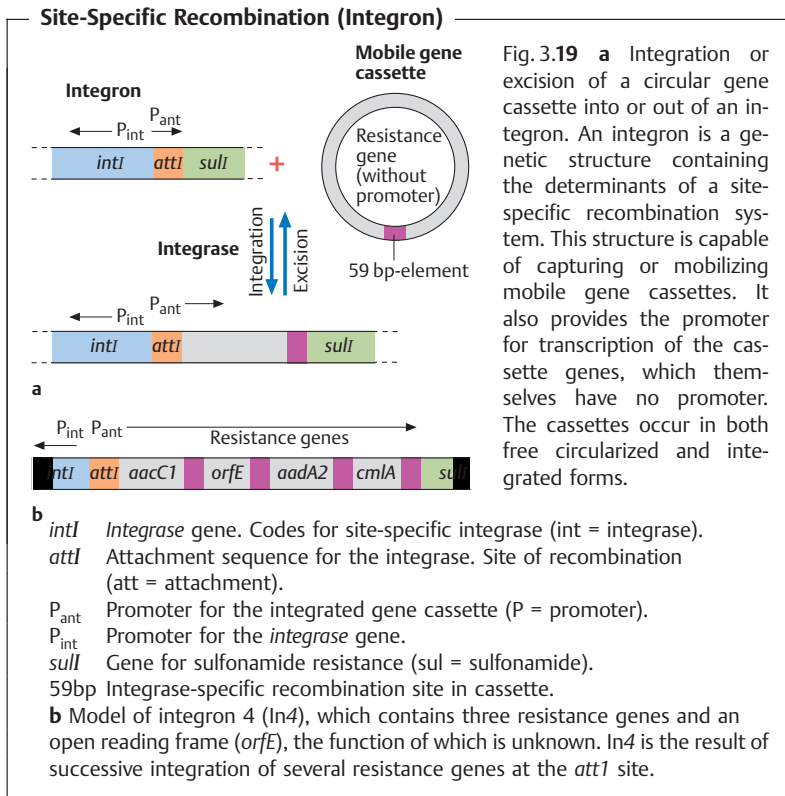 Site-Specific Recombination (Integron)
Mobile gene
cassette
Integron
P_ant
P_int
intI attI sulI
+
Resistance
gene
(without
promoter)
59 bp-element
Integrase
Integration
Excision
P_ant
P_int
intI attI sulI
a
P_int P_ant
Resistance genes
intI attI aacC1 orfE aadA2 cmlA sulI
b
Fig. 3.19 a Integration or
excision of a circular gene
cassette into or out of an in-
tegron. An integron is a ge-
netic structure containing
the determinants of a site-
specific recombination sys-
tem. This structure is capable
of capturing or mobilizing
mobile gene cassettes. It
also provides the promoter
for transcription of the cas-
sette genes, which them-
selves have no promoter.
The cassettes occur in both
free circularized and inte-
grated forms.
intI Integrase gene. Codes for site-specific integrase (int = integrase).
attI Attachment sequence for the integrase. Site of recombination
(att = attachment).
P_ant Promoter for the integrated gene cassette (P = promoter).
P_int Promoter for the integrase gene.
sulI Gene for sulfonamide resistance (sul = sulfonamide).
59bp Integrase-specific recombination site in cassette.
b Model of integron 4 (In4), which contains three resistance genes and an
open reading frame (orfE), the function of which is unknown. In4 is the result of
successive integration of several resistance genes at the att1 site.